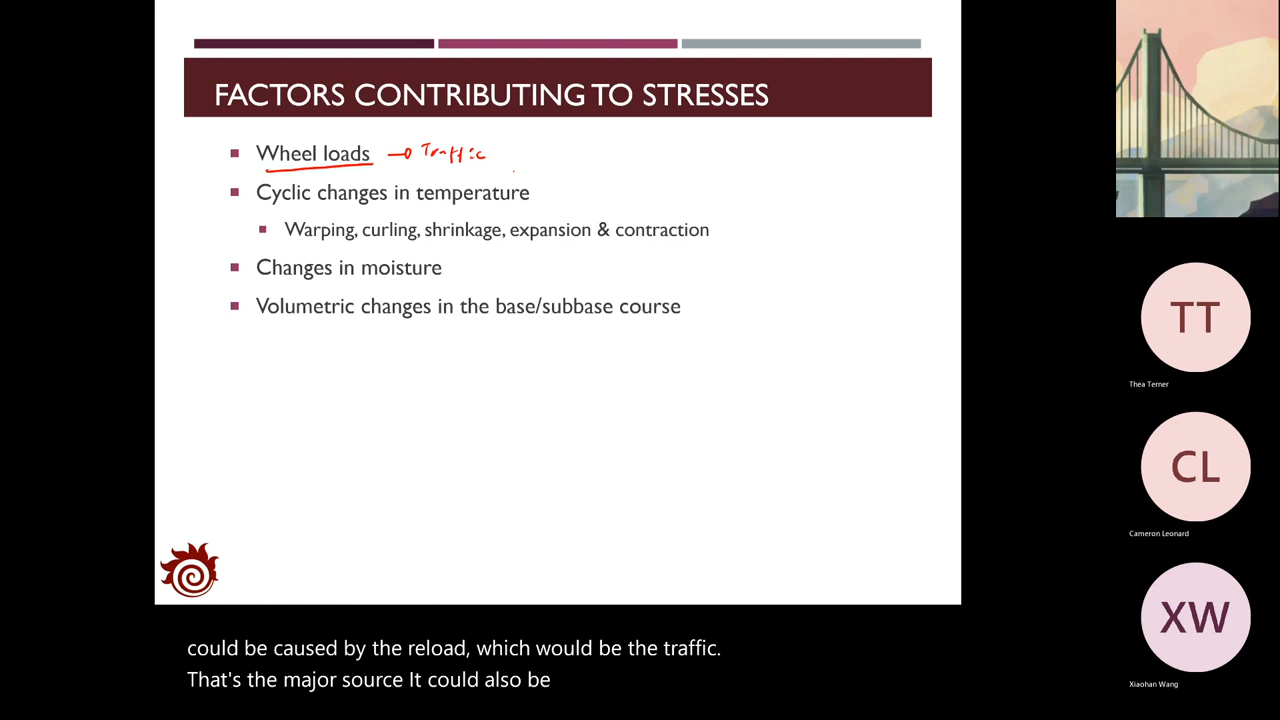 FACTORS CONTRIBUTING TO STRESSES
Wheel loads Traffic
Cyclic changes in temperature
Warping, curling, shrinkage, expansion & contraction
Changes in moisture
Volumetric changes in the base/subbase course
TT
Thea Terner
CL
Cameron Leonard
XW
Xiaohan Wang
could be caused by the reload, which would be the traffic.
That's the major source It could also be